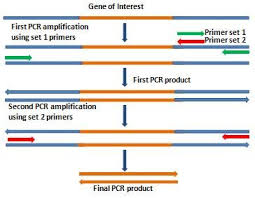 Gene of Interest
First PCR amplification
using set 1 primers
Primer set 1
Primer set 2
First PCR product
Second PCR amplification
using set 2 primers
Final PCR product